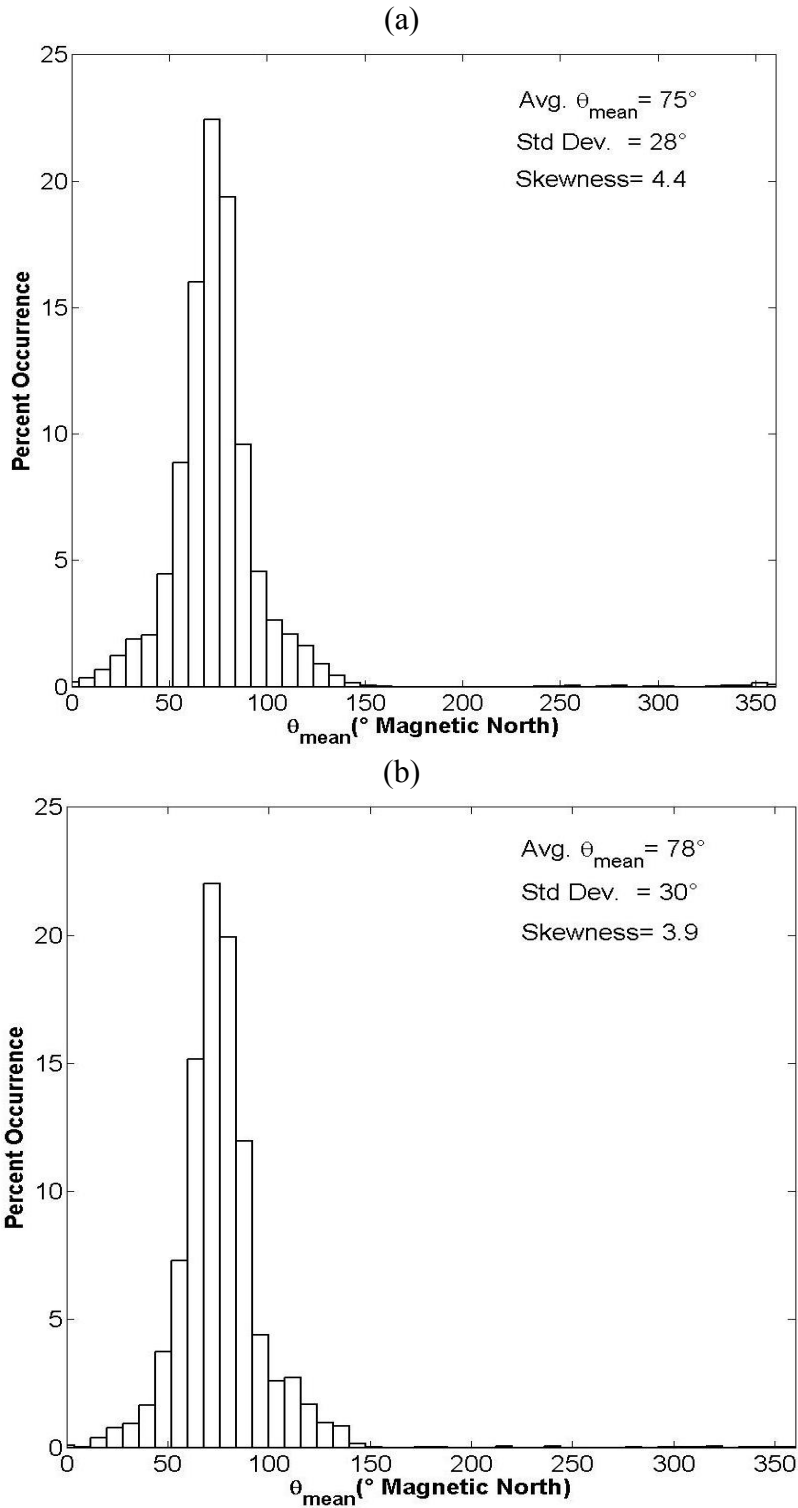 (a)
25
20
15
10
5
0
Percent Occurrence
Avg. θmean= 75°
Std Dev. = 28°
Skewness= 4.4
0 50 100 150 200 250 300 350
θmean(° Magnetic North)
(b)
25
20
15
10
5
0
Percent Occurrence
Avg. θmean= 78°
Std Dev. = 30°
Skewness= 3.9
0 50 100 150 200 250 300 350
θmean(° Magnetic North)